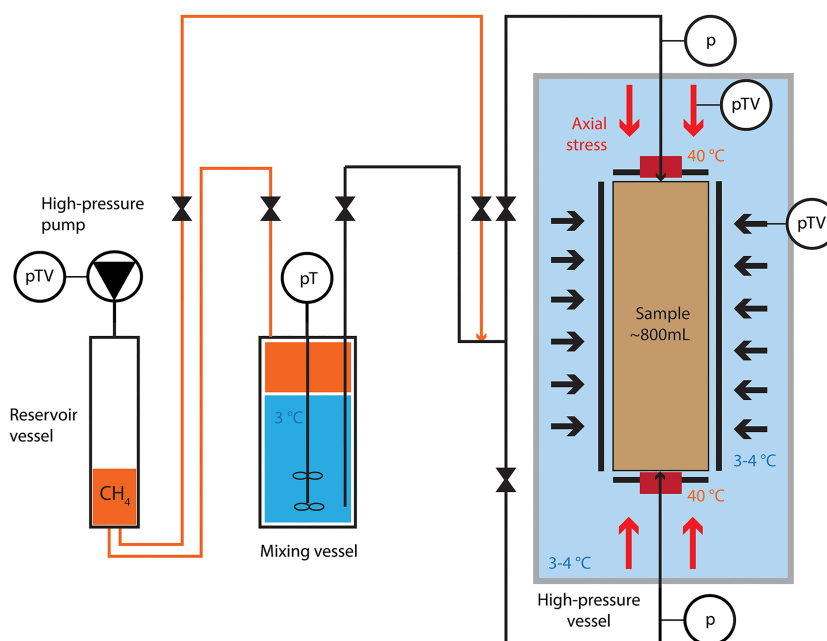 p
pTV
Axial
stress
40 °C
High-pressure
pump
pTV
pTV
pT
Sample
~800mL
Reservoir
vessel
3 °C
3-4 °C
CH4
40 °C
Mixing vessel
3-4 °C
High-pressure
vessel
p